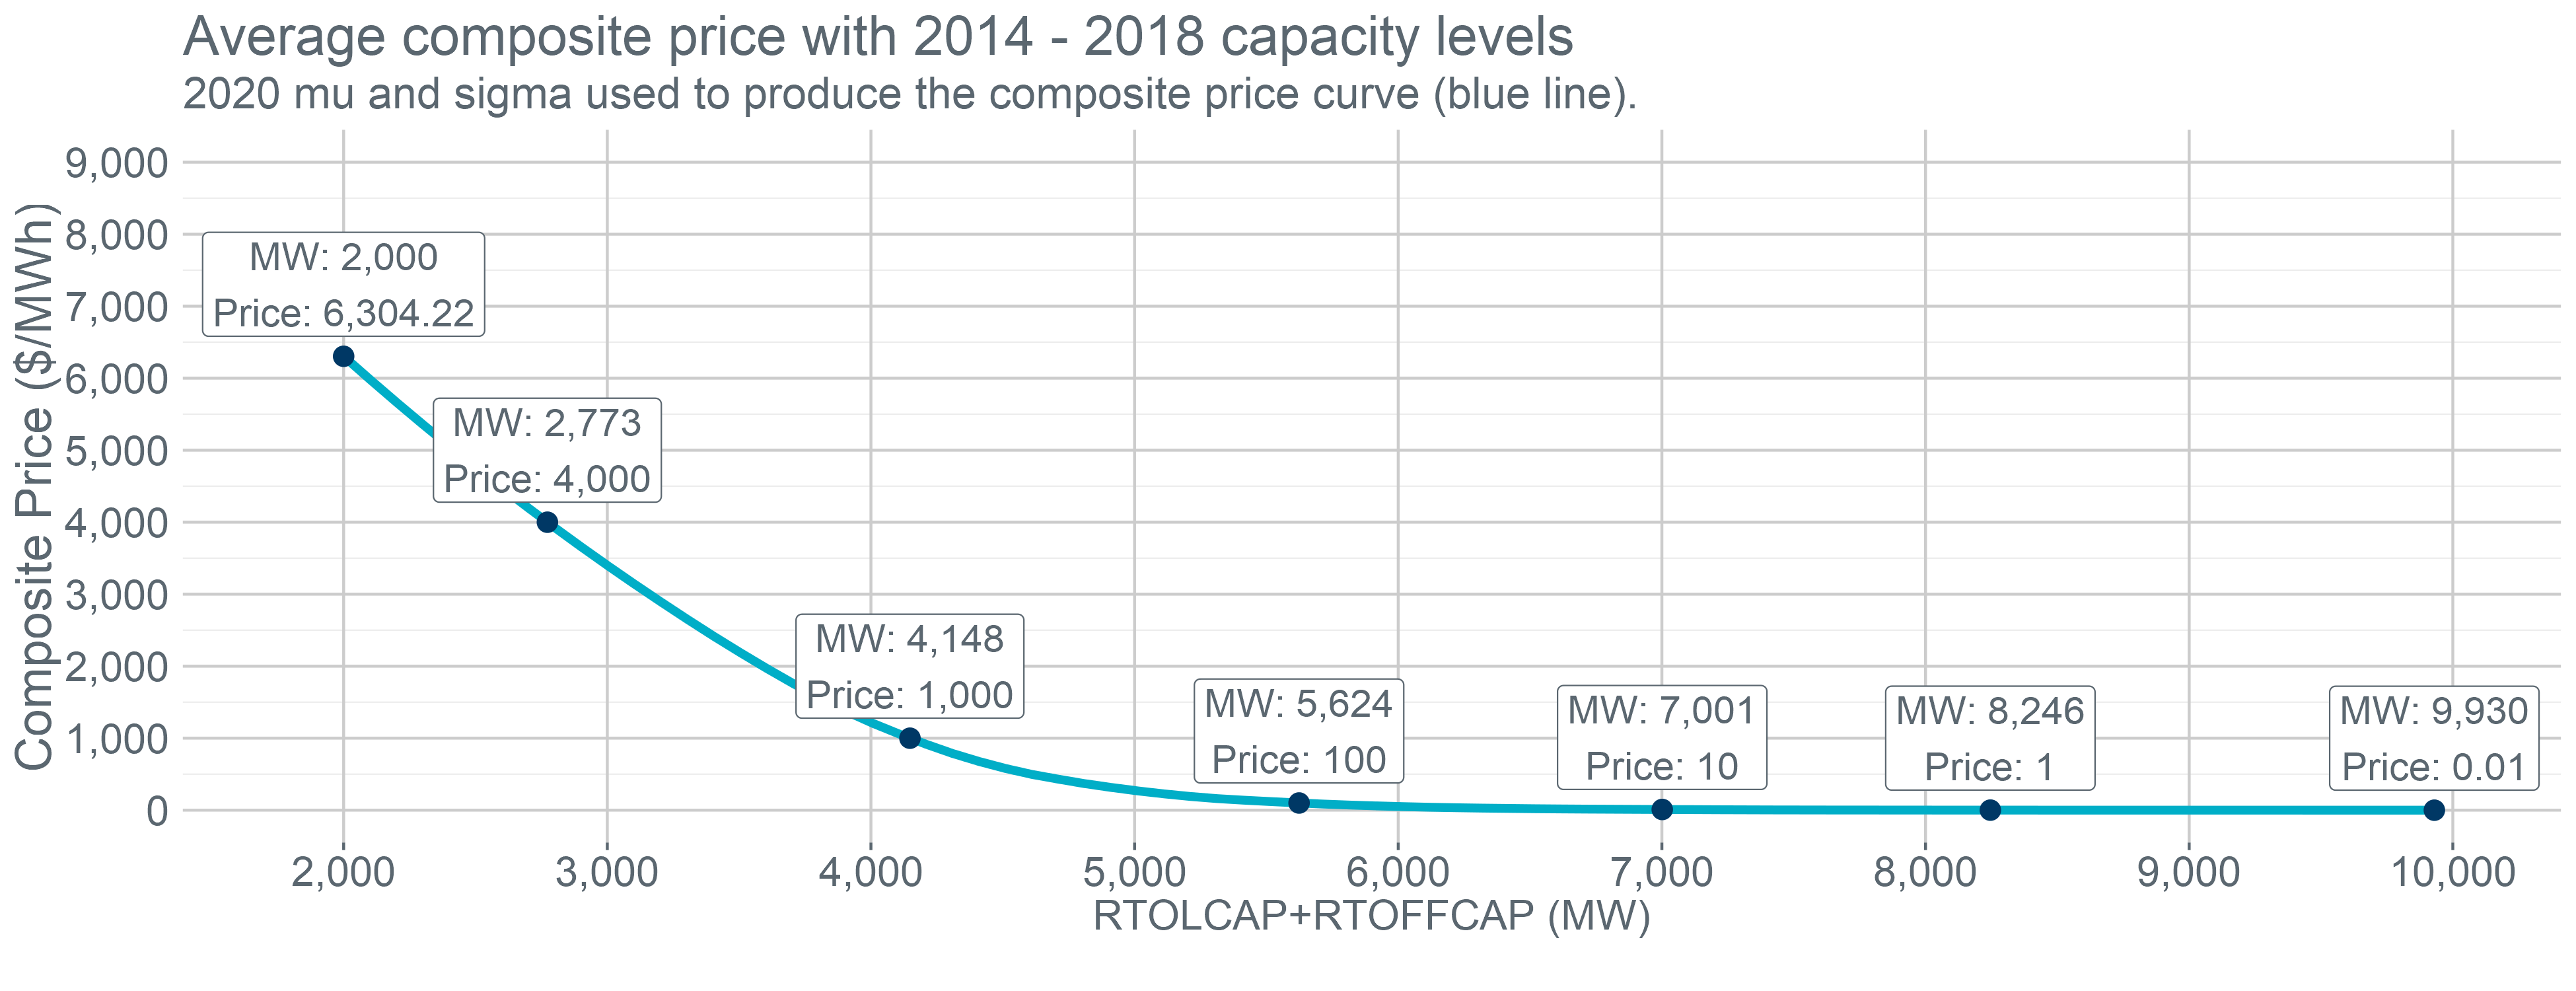 Average composite price with 2014 - 2018 capacity levels
2020 mu and sigma used to produce the composite price curve (blue line).
Composite Price ($/MWh)
9,000
8,000
7,000
6,000
5,000
4,000
3,000
2,000
1,000
0
MW: 2,000
Price: 6,304.22
MW: 2,773
Price: 4,000
MW: 4,148
Price: 1,000
MW: 5,624
Price: 100
MW: 7,001
Price: 10
MW: 8,246
Price: 1
MW: 9,930
Price: 0.01
2,000
3,000
4,000
5,000
6,000
7,000
8,000
9,000
10,000
RTOLCAP+RTOFFCAP (MW)